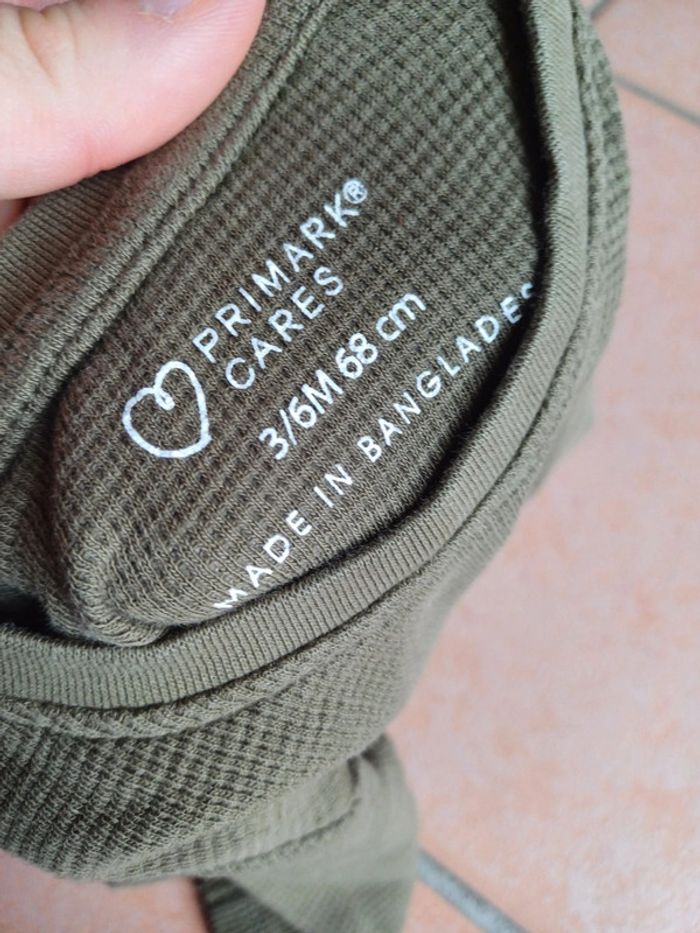 PRIMARK®
CARES
3/6M 68 cm
MADE IN BANGLADES